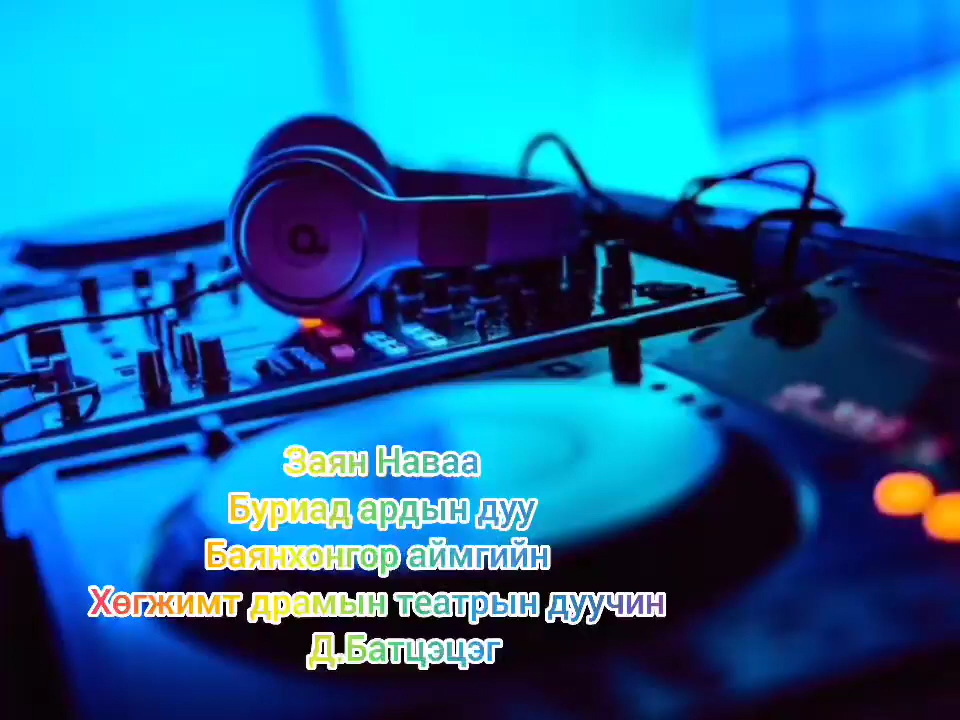 Заян Наваа
Буриад ардын дуу
Баянхонгор аймгийн
Хөгжимт драмын театрын дуучин
Д.Батцэцэг